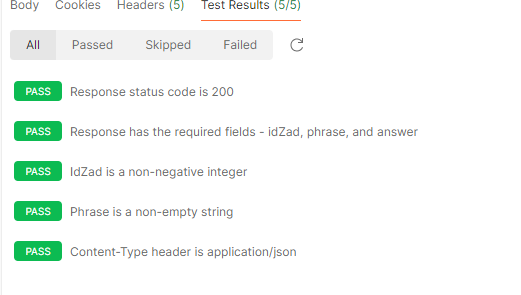 Body Cookies Headers (5) Test Results (5/5)
All Passed Skipped Failed
PASS Response status code is 200
PASS Response has the required fields - idZad, phrase, and answer
PASS IdZad is a non-negative integer
PASS Phrase is a non-empty string
PASS Content-Type header is application/json